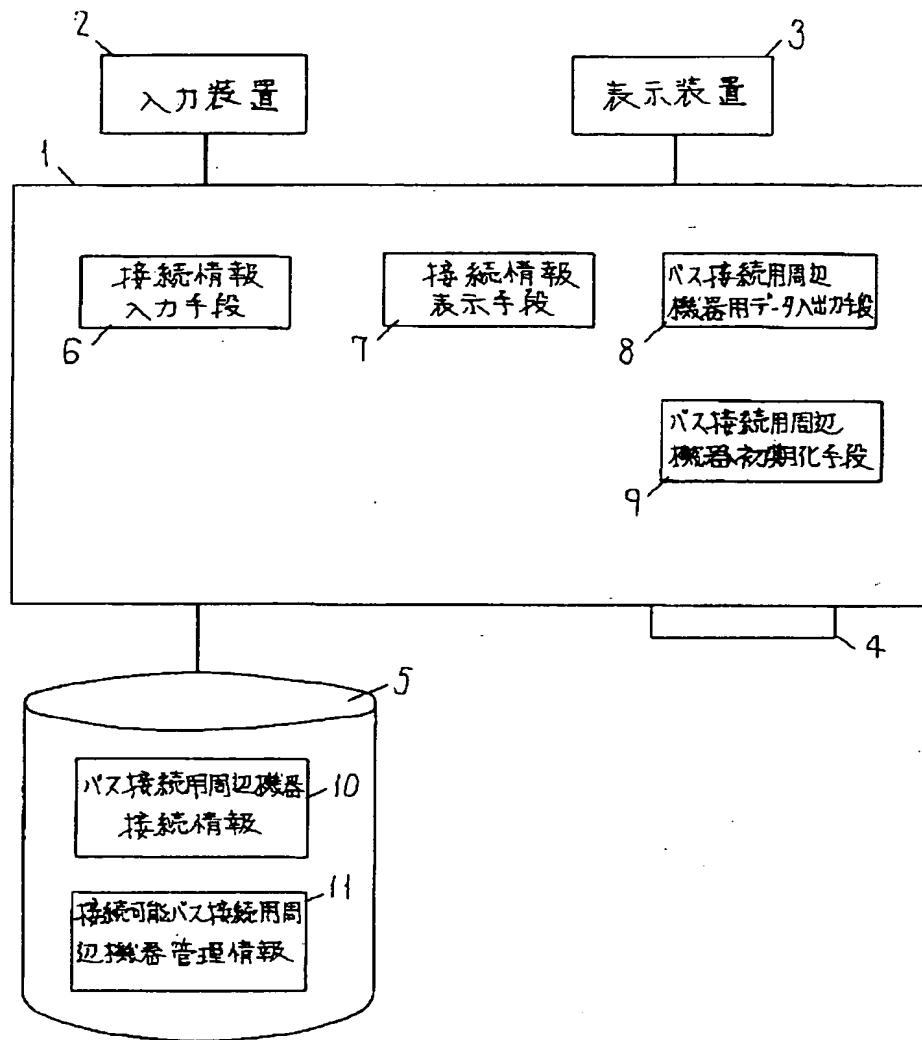 2
3
入力装置
表示装置
1
接続情報
入力手段
6
接続情報
表示手段
7
バス接続用周辺
機器用データ入出力手段
8
バス接続用周辺
機器初期化手段
9
4
5
バス接続用周辺機器
接続情報
10
11
接続可能バス接続用周
辺機器管理情報